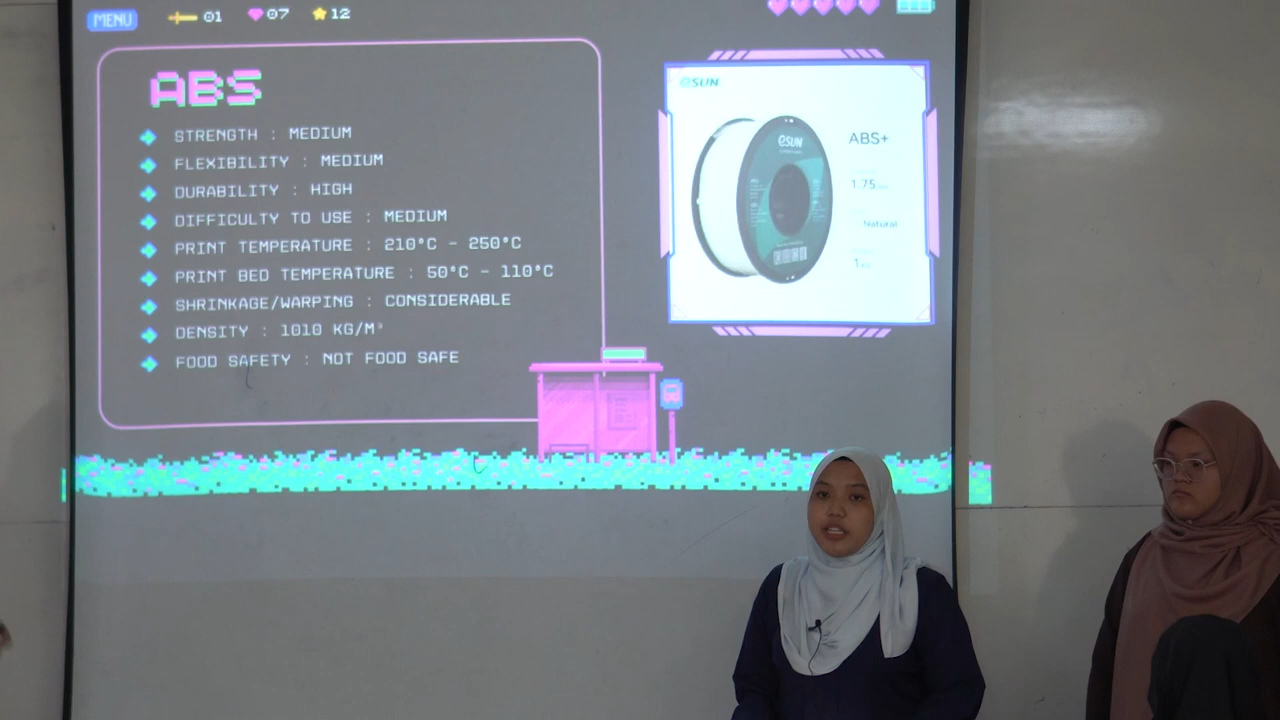 MENU
01
07
12
ABS
STRENGTH : MEDIUM
FLEXIBILITY : MEDIUM
DURABILITY : HIGH
DIFFICULTY TO USE : MEDIUM
PRINT TEMPERATURE : 210°C - 250°C
PRINT BED TEMPERATURE : 50°C - 110°C
SHRINKAGE/WARPING : CONSIDERABLE
DENSITY : 1010 KG/M³
FOOD SAFETY : NOT FOOD SAFE
eSUN
eSUN
ABS+
1.75
Natural
1